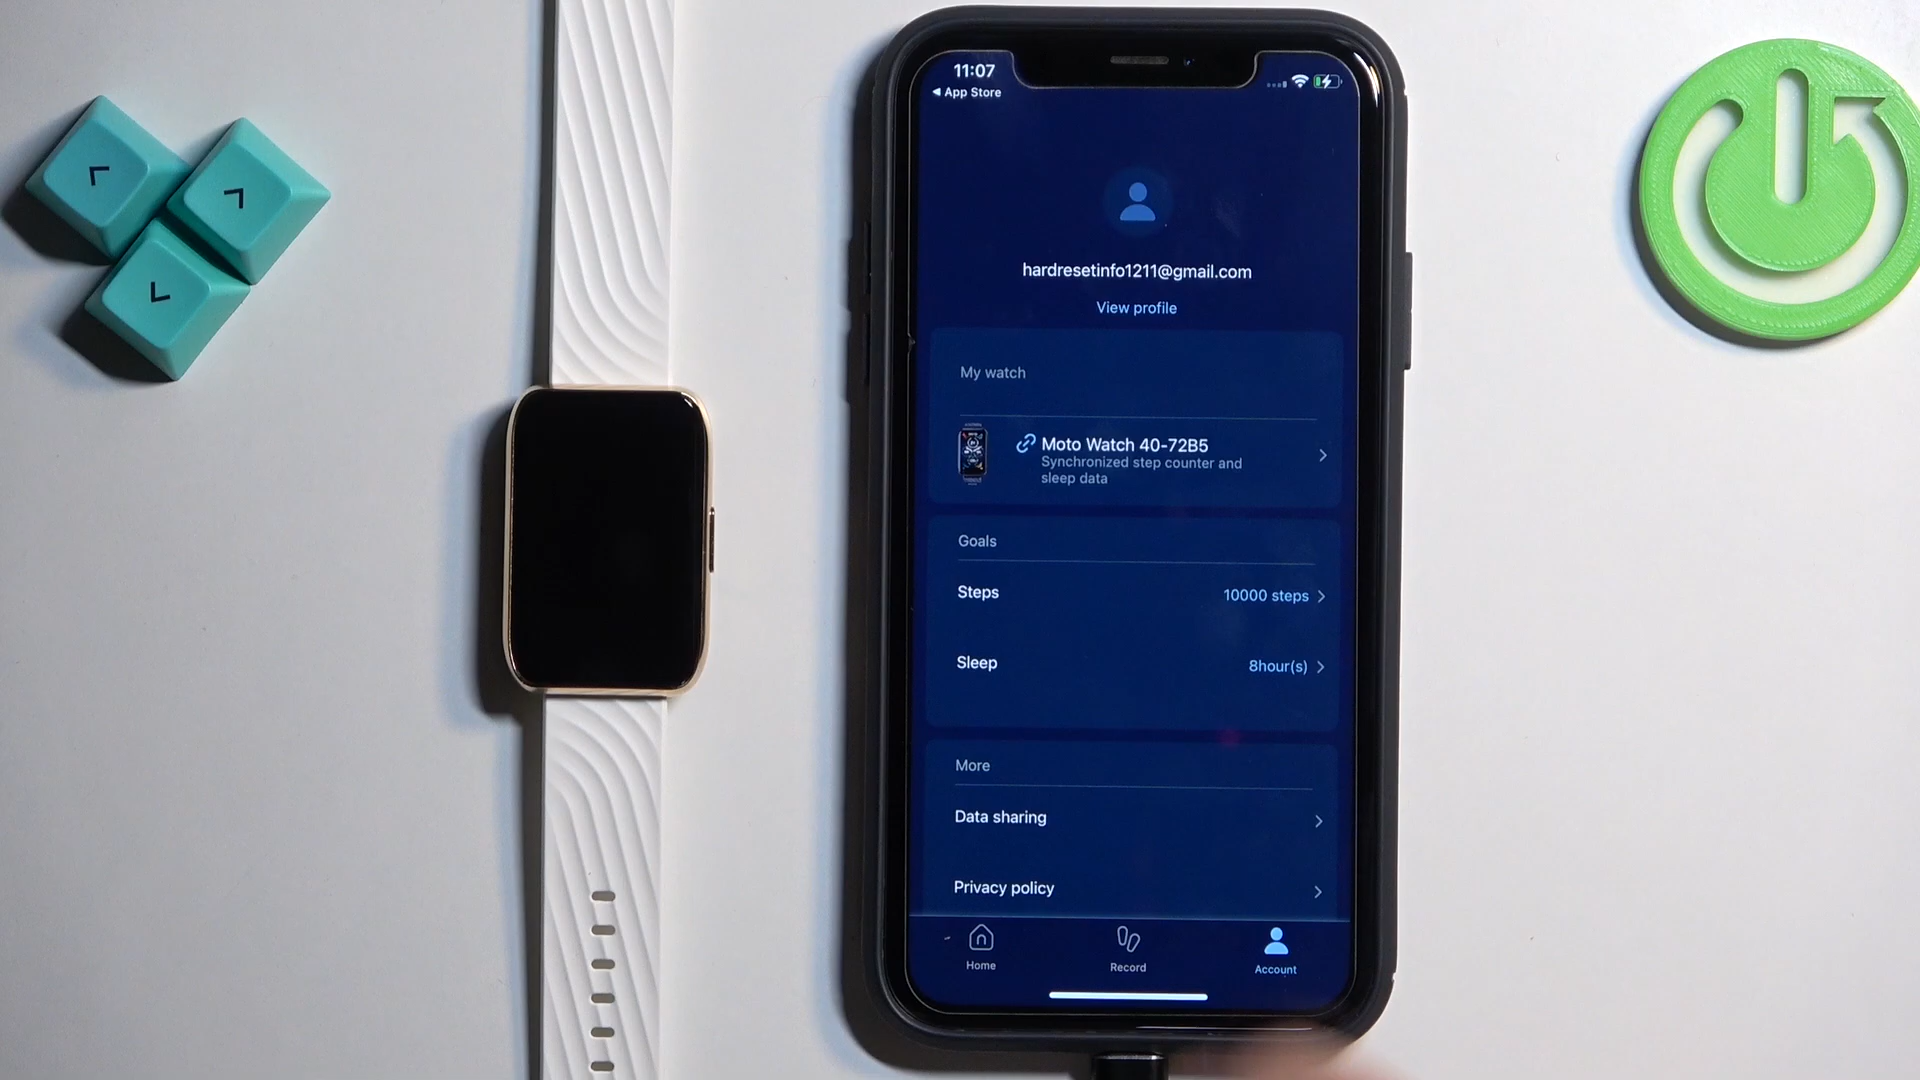 11:07
◀ App Store
hardresetinfo1211@gmail.com
View profile
My watch
Moto Watch 40-72B5
Synchronized step counter and
sleep data
Goals
Steps 10000 steps
Sleep 8hour(s)
More
Data sharing
Privacy policy
Home Record Account